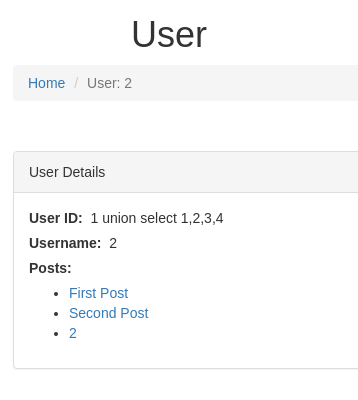 User
Home / User: 2
User Details
User ID: 1 union select 1,2,3,4
Username: 2
Posts:
• First Post
• Second Post
• 2